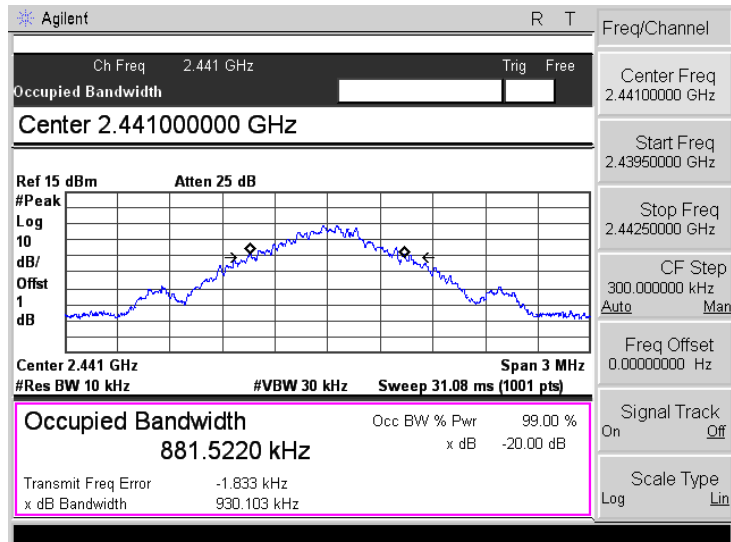 Agilent R T
Freq/Channel
Ch Freq 2.441 GHz Trig Free
Occupied Bandwidth
Center 2.441000000 GHz
Ref 15 dBm Atten 25 dB
#Peak
Log
10
dB/
Offst
1
dB
Center 2.441 GHz Span 3 MHz
#Res BW 10 kHz #VBW 30 kHz Sweep 31.08 ms (1001 pts)
Occupied Bandwidth Occ BW % Pwr 99.00 %
881.5220 kHz x dB -20.00 dB
Transmit Freq Error -1.833 kHz
x dB Bandwidth 930.103 kHz
Center Freq
2.44100000 GHz
Start Freq
2.43950000 GHz
Stop Freq
2.44250000 GHz
CF Step
300.000000 kHz
Auto Man
Freq Offset
0.00000000 Hz
Signal Track
On Off
Scale Type
Log Lin